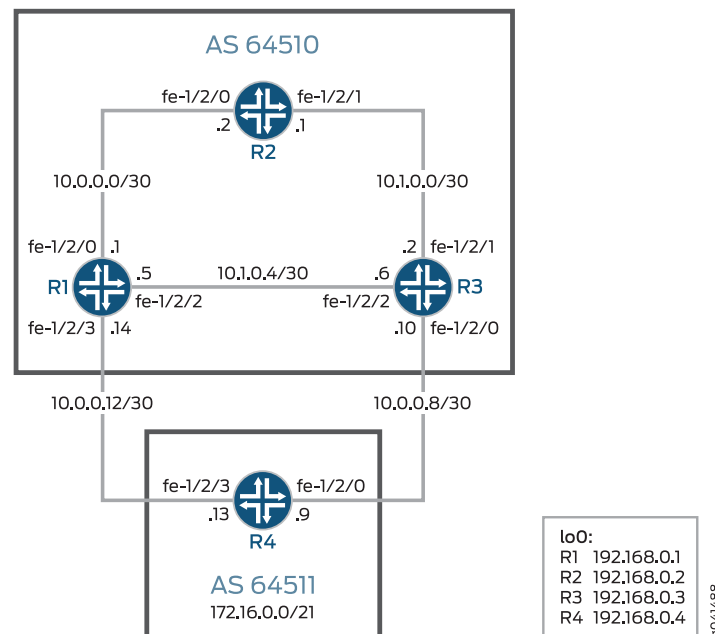 AS 64510
fe-1/2/0 fe-1/2/1
.2 .1
R2
10.0.0.0/30 10.1.0.0/30
fe-1/2/0 .1 .2 fe-1/2/1
R1 .5 10.1.0.4/30 .6 R3
fe-1/2/2 fe-1/2/2
fe-1/2/3 .14 .10 fe-1/2/0
10.0.0.12/30 10.0.0.8/30
fe-1/2/3 fe-1/2/0
.13 .9
R4
AS 64511
172.16.0.0/21
lo0:
R1 192.168.0.1
R2 192.168.0.2
R3 192.168.0.3
R4 192.168.0.4